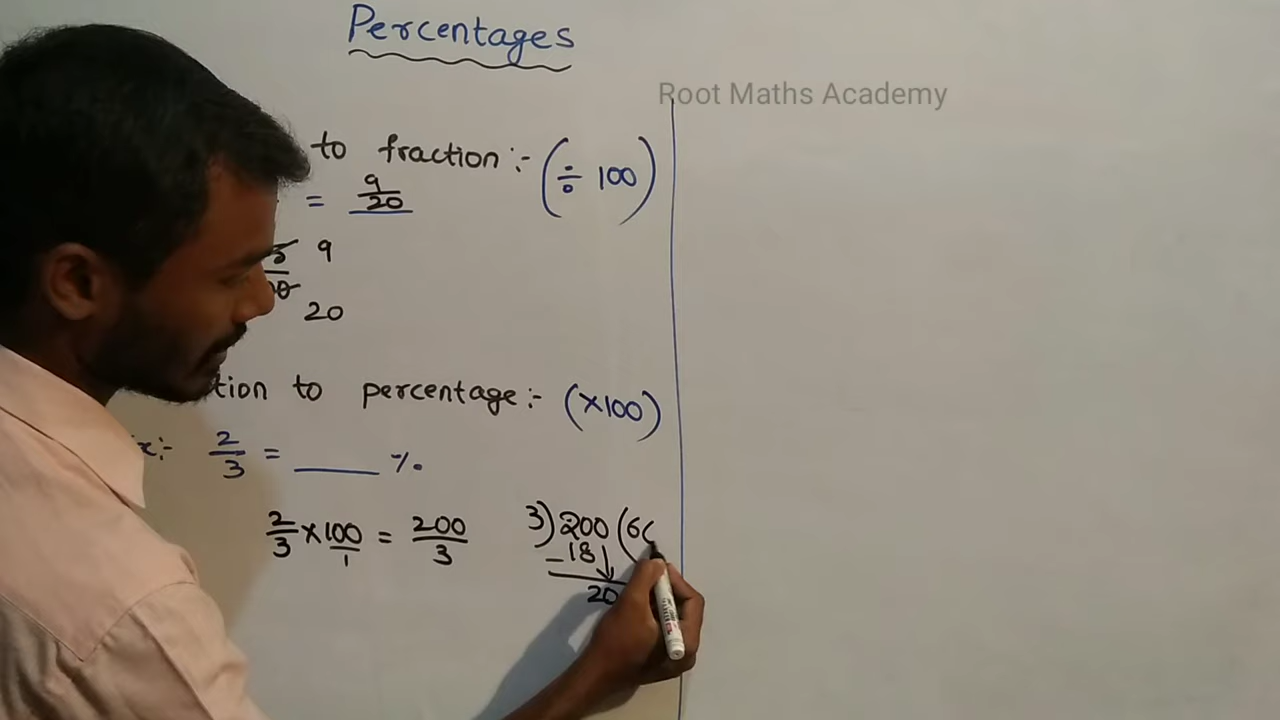 Percentages
Root Maths Academy
to fraction :- (÷ 100)
= 9/20
9
20
tion to percentage :- (×100)
x:- 2/3 = ____ %
2/3 × 100/1 = 200/3
3) 200 (6
- 18 ↓
20